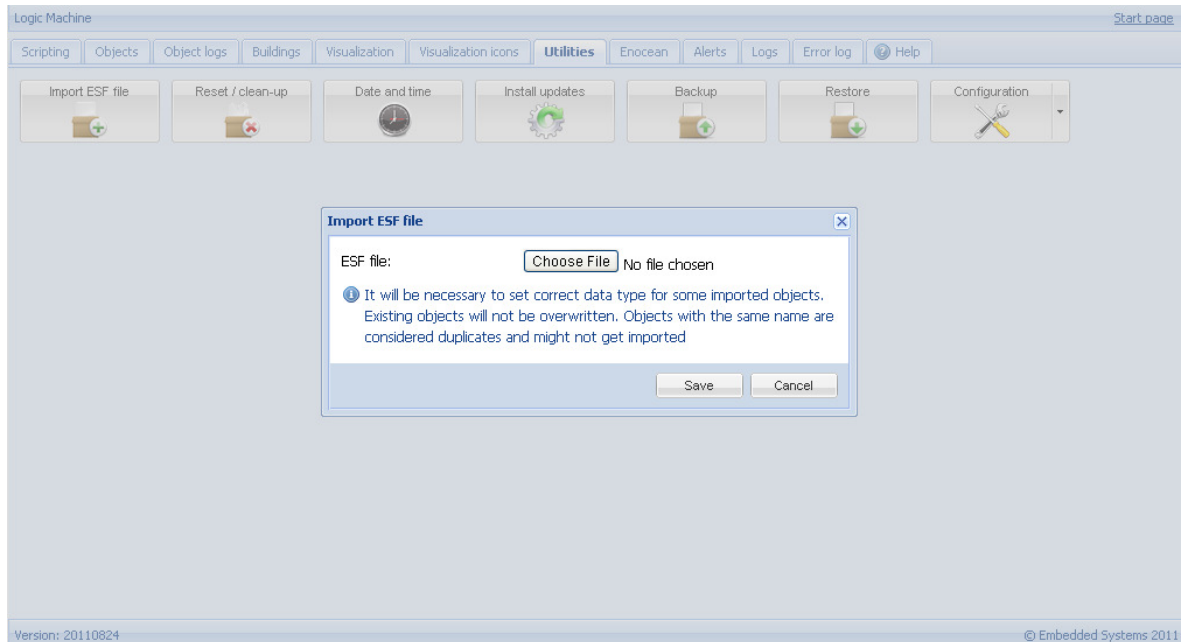 Logic Machine Start page
Scripting Objects Object logs Buildings Visualization Visualization icons Utilities Enocean Alerts Logs Error log Help
Import ESF file Reset / clean-up Date and time Install updates Backup Restore Configuration
Import ESF file
ESF file: Choose File No file chosen
It will be necessary to set correct data type for some imported objects.
Existing objects will not be overwritten. Objects with the same name are
considered duplicates and might not get imported
Save Cancel
Version: 20110824 © Embedded Systems 2011